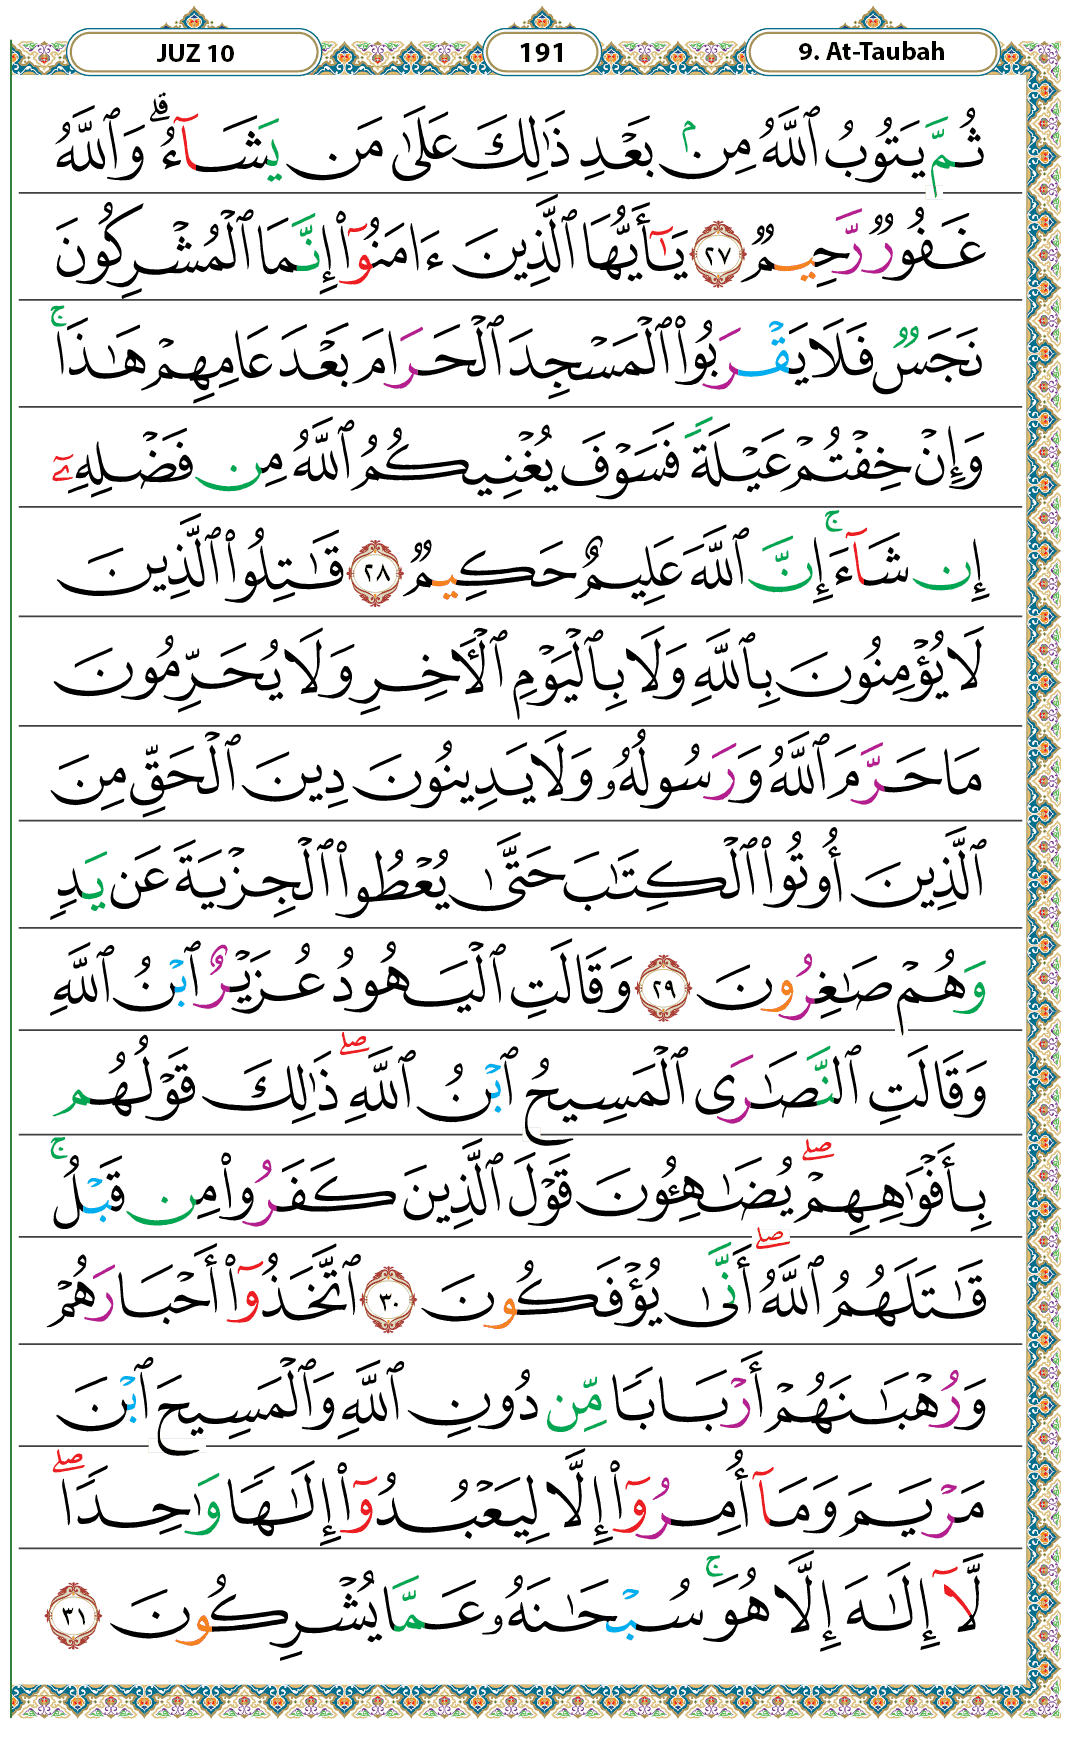 JUZ 10
191
9. At-Taubah
ثُمَّ يَتُوبُ ٱللَّهُ مِنۢ بَعۡدِ ذَٰلِكَ عَلَىٰ مَن يَشَآءُۗ وَٱللَّهُ
غَفُورٞ رَّحِيمٞ ٢٧ يَـٰٓأَيُّهَا ٱلَّذِينَ ءَامَنُوٓاْ إِنَّمَا ٱلۡمُشۡرِكُونَ
نَجَسٞ فَلَا يَقۡرَبُواْ ٱلۡمَسۡجِدَ ٱلۡحَرَامَ بَعۡدَ عَامِهِمۡ هَـٰذَاۚ
وَإِنۡ خِفۡتُمۡ عَيۡلَةٗ فَسَوۡفَ يُغۡنِيكُمُ ٱللَّهُ مِن فَضۡلِهِۦٓ
إِن شَآءَۚ إِنَّ ٱللَّهَ عَلِيمٌ حَكِيمٞ ٢٨ قَـٰتِلُواْ ٱلَّذِينَ
لَا يُؤۡمِنُونَ بِٱللَّهِ وَلَا بِٱلۡيَوۡمِ ٱلۡأٓخِرِ وَلَا يُحَرِّمُونَ
مَا حَرَّمَ ٱللَّهُ وَرَسُولُهُۥ وَلَا يَدِينُونَ دِينَ ٱلۡحَقِّ مِنَ
ٱلَّذِينَ أُوتُواْ ٱلۡكِتَـٰبَ حَتَّىٰ يُعۡطُواْ ٱلۡجِزۡيَةَ عَن يَدٖ
وَهُمۡ صَـٰغِرُونَ ٢٩ وَقَالَتِ ٱلۡيَهُودُ عُزَيۡرٌ ٱبۡنُ ٱللَّهِ
وَقَالَتِ ٱلنَّصَـٰرَى ٱلۡمَسِيحُ ٱبۡنُ ٱللَّهِۖ ذَٰلِكَ قَوۡلُهُم
بِأَفۡوَٰهِهِمۡۖ يُضَـٰهِـُٔونَ قَوۡلَ ٱلَّذِينَ كَفَرُواْ مِن قَبۡلُۚ
قَـٰتَلَهُمُ ٱللَّهُۖ أَنَّىٰ يُؤۡفَكُونَ ٣٠ ٱتَّخَذُوٓاْ أَحۡبَارَهُمۡ
وَرُهۡبَـٰنَهُمۡ أَرۡبَابٗا مِّن دُونِ ٱللَّهِ وَٱلۡمَسِيحَ ٱبۡنَ
مَرۡيَمَ وَمَآ أُمِرُوٓاْ إِلَّا لِيَعۡبُدُوٓاْ إِلَـٰهٗا وَٰحِدٗاۖ
لَّآ إِلَـٰهَ إِلَّا هُوَۚ سُبۡحَـٰنَهُۥ عَمَّا يُشۡرِكُونَ ٣١